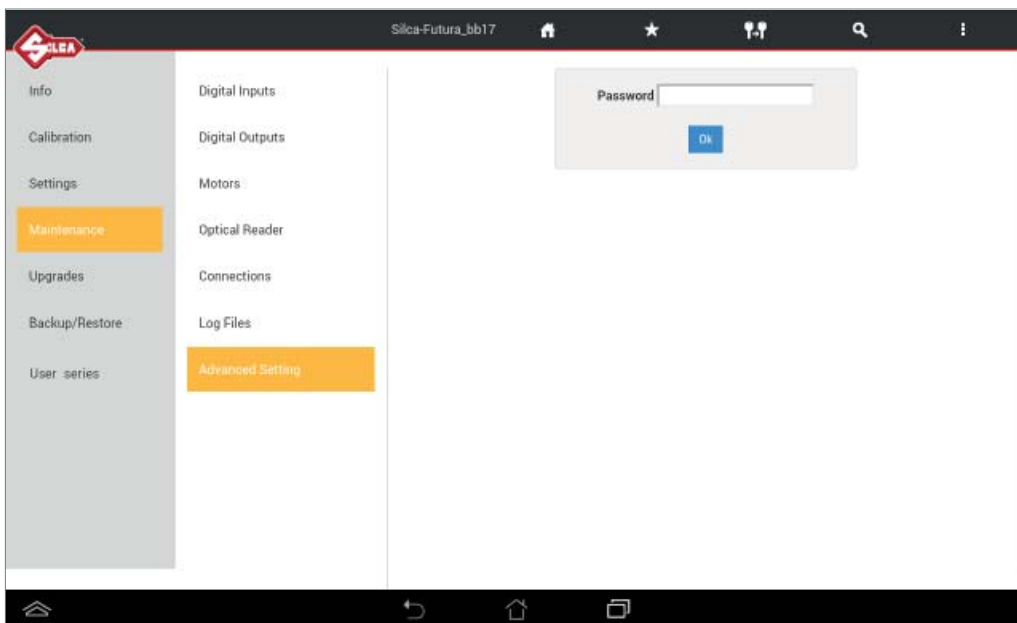 SILCA
Silca-Futura_bb17
Info
Calibration
Settings
Maintenance
Upgrades
Backup/Restore
User series
Digital Inputs
Digital Outputs
Motors
Optical Reader
Connections
Log Files
Advanced Setting
Password
Ok